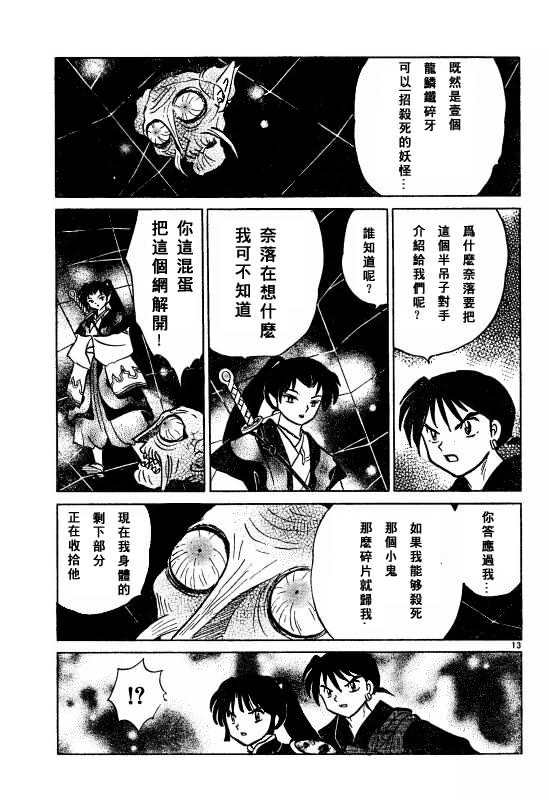 既然是壹個
龍鱗鐵碎牙
可以一招殺死的妖怪…
爲什麽奈落要把
這個半吊子對手
介紹給我們呢？
誰知道呢？
奈落在想什麽
我可不知道
你這混蛋
把這個網解開！
你答應過我…
如果我能够殺死
那個小鬼
那麽碎片就歸我.
現在我身體的
剩下部分
正在收拾他
13
!?